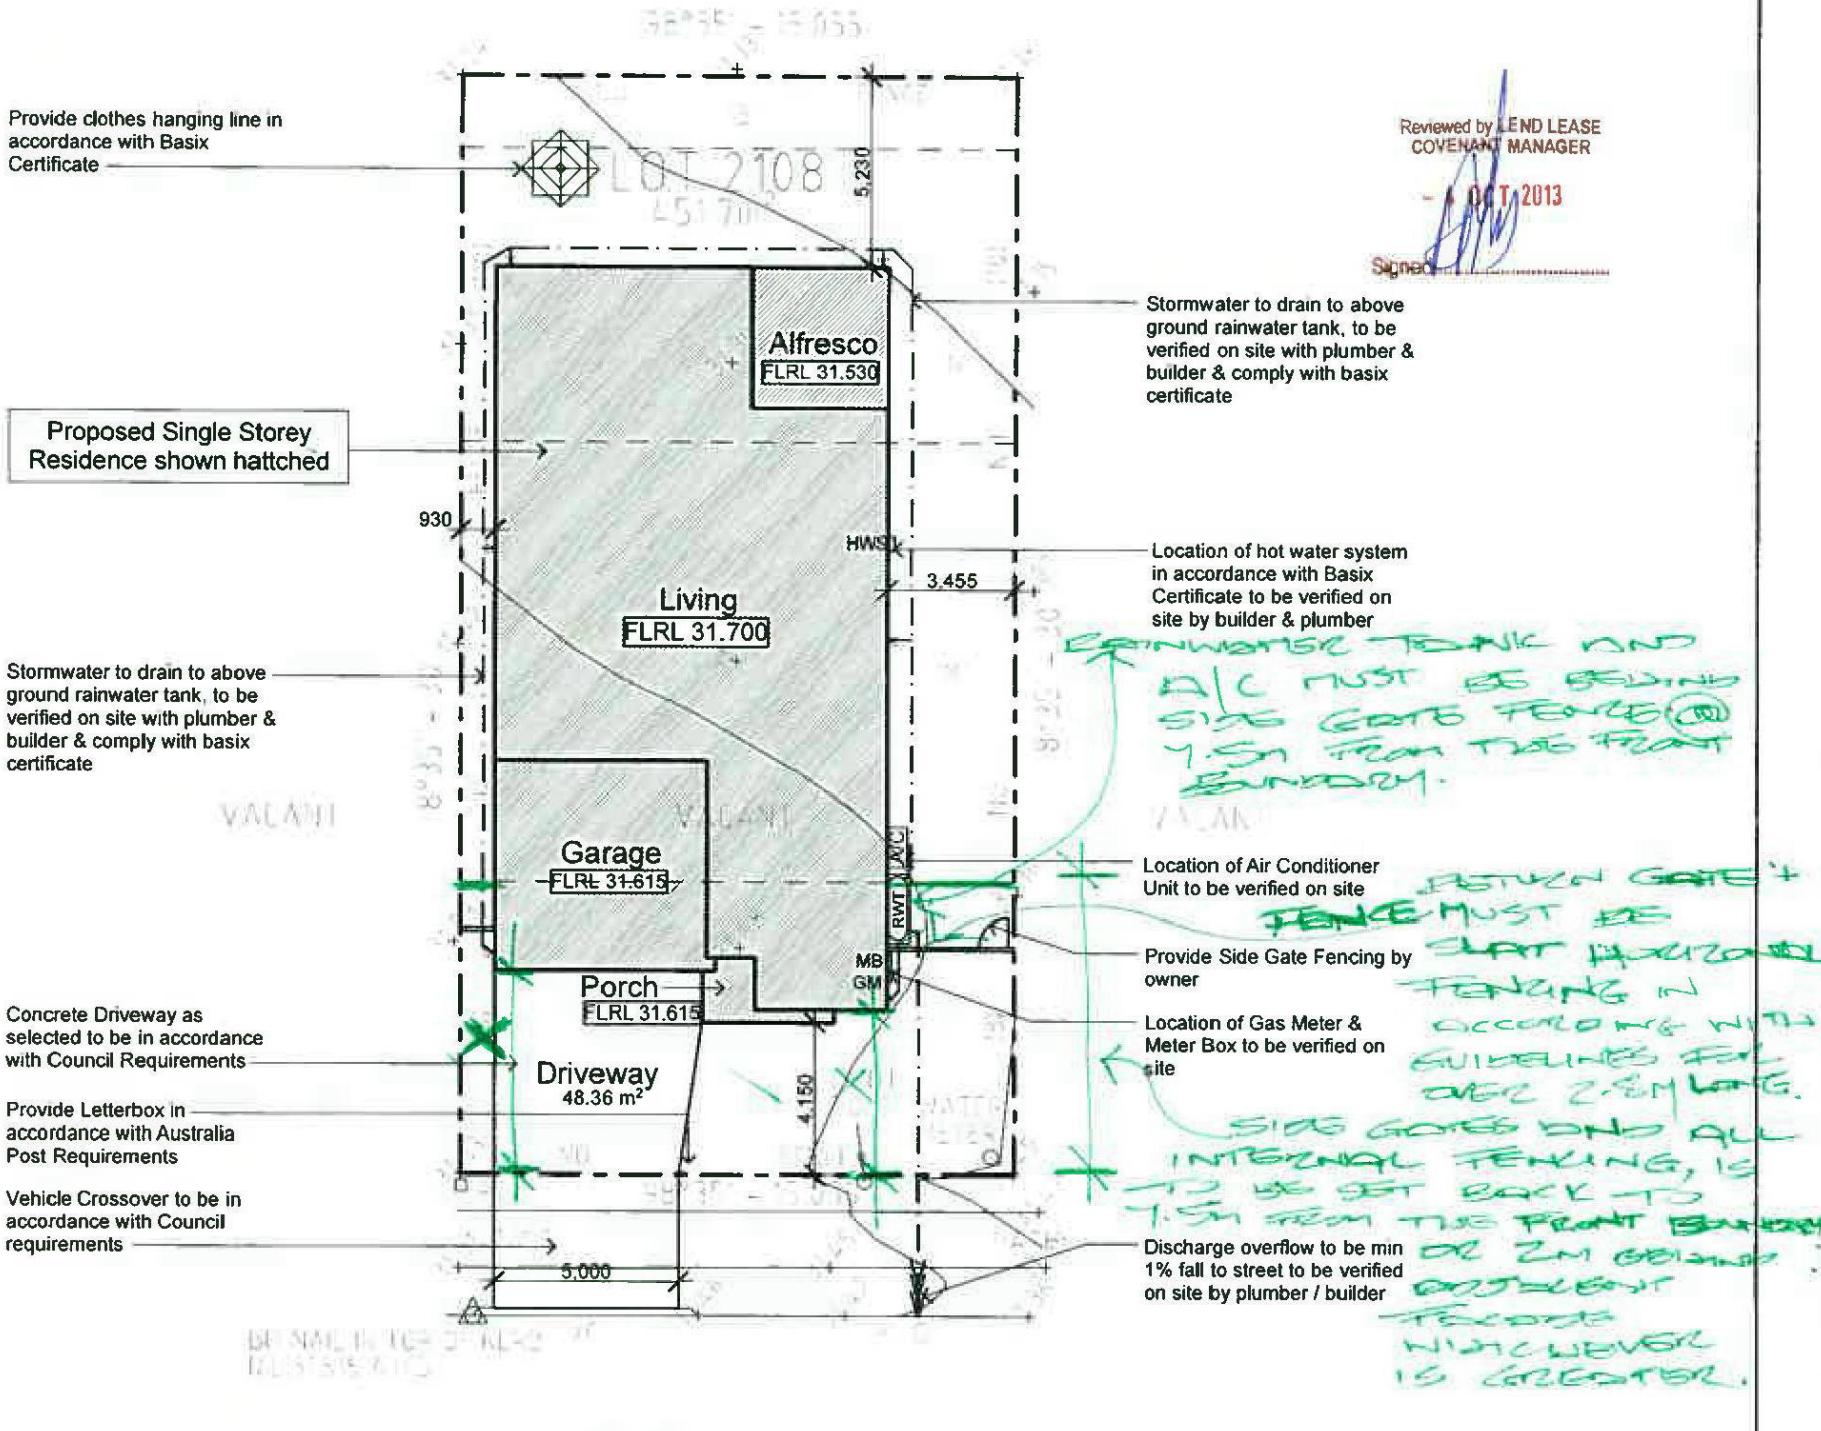 Provide clothes hanging line in
accordance with Basix
Certificate
LOT 2108
5,230
Reviewed by LEND LEASE
COVENANT MANAGER
OCT 2013
Signed
Stormwater to drain to above
ground rainwater tank, to be
verified on site with plumber &
builder & comply with basix
certificate
Alfresco
FLRL 31.530
Proposed Single Storey
Residence shown hattched
930
HWS
Location of hot water system
in accordance with Basix
Certificate to be verified on
site by builder & plumber
3,455
Living
FLRL 31.700
RAINWATER TANK AND
A/C MUST BE BEHIND
SIDE GATE FENCE @
7.5m FROM THE FRONT
BOUNDARY.
Stormwater to drain to above
ground rainwater tank, to be
verified on site with plumber &
builder & comply with basix
certificate
VACANT
VACANT
Garage
FLRL 31.615
A/C
Location of Air Conditioner
Unit to be verified on site
RWT
RETURN GATE +
FENCE MUST BE
SLAT HORIZONAL
FENCING IN
ACCORDING WITH
GUIDELINES FOR
OVER 2.8M LONG.
Provide Side Gate Fencing by
owner
MB
GM
Porch
FLRL 31.615
Location of Gas Meter &
Meter Box to be verified on
site
Concrete Driveway as
selected to be in accordance
with Council Requirements
Driveway
48.36 m²
4,150
Provide Letterbox in
accordance with Australia
Post Requirements
SIDE GATES AND ALL
INTERNAL FENCING, IS
TO BE SET BACK TO
7.5m FROM THE FRONT BOUNDARY
OR 2M BEHIND
ADJACENT
FACADE
WHICHEVER
IS GREATER.
Vehicle Crossover to be in
accordance with Council
requirements
5,000
Discharge overflow to be min
1% fall to street to be verified
on site by plumber / builder